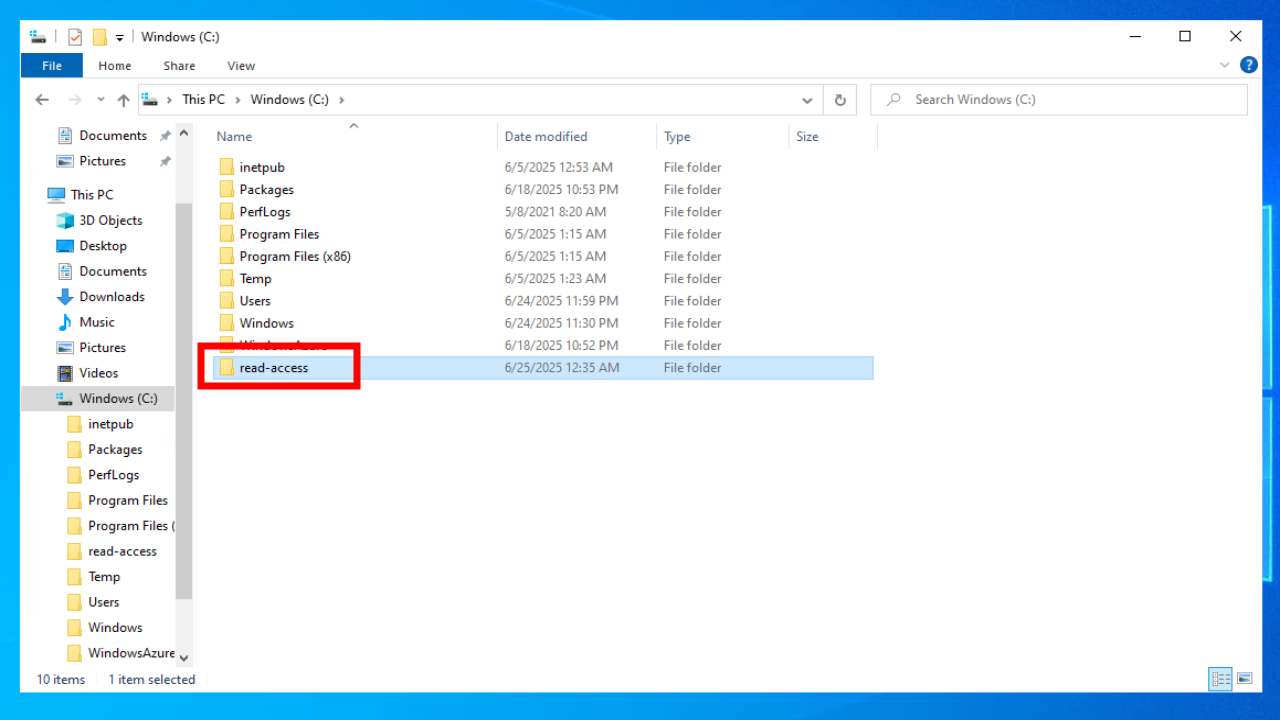 Windows (C:)
File Home Share View
This PC Windows (C:) Search Windows (C:)
Documents
Pictures
This PC
3D Objects
Desktop
Documents
Downloads
Music
Pictures
Videos
Windows (C:)
inetpub
Packages
PerfLogs
Program Files
Program Files (
read-access
Temp
Users
Windows
WindowsAzure
Name Date modified Type Size
inetpub 6/5/2025 12:53 AM File folder
Packages 6/18/2025 10:53 PM File folder
PerfLogs 5/8/2021 8:20 AM File folder
Program Files 6/5/2025 1:15 AM File folder
Program Files (x86) 6/5/2025 1:15 AM File folder
Temp 6/5/2025 1:23 AM File folder
Users 6/24/2025 11:59 PM File folder
Windows 6/24/2025 11:30 PM File folder
WindowsAzure 6/18/2025 10:52 PM File folder
read-access 6/25/2025 12:35 AM File folder
10 items 1 item selected